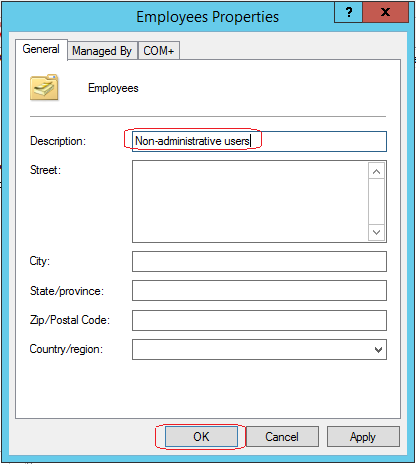 Employees Properties
? x
General Managed By COM+
Employees
Description: Non-administrative users
Street:
City:
State/province:
Zip/Postal Code:
Country/region:
OK Cancel Apply